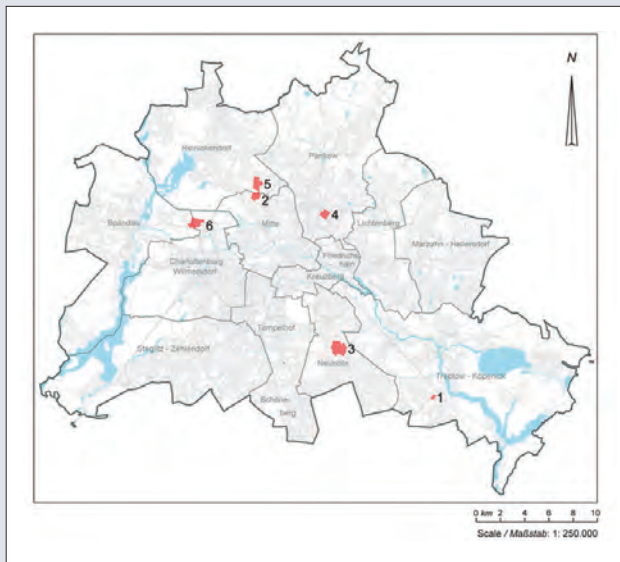 N
Reinickendorf
Pankow
5
2
4
Spandau
6
Mitte
Lichtenberg
Marzahn - Hellersdorf
Charlottenburg
Wilmersdorf
Friedrichs-
hain
Kreuzberg
Tempelhof
Steglitz - Zehlendorf
3
Neukölln
Treptow - Köpenick
Schöne-
berg
1
0 km 2 4 6 8 10
Scale / Maßstab: 1: 250.000